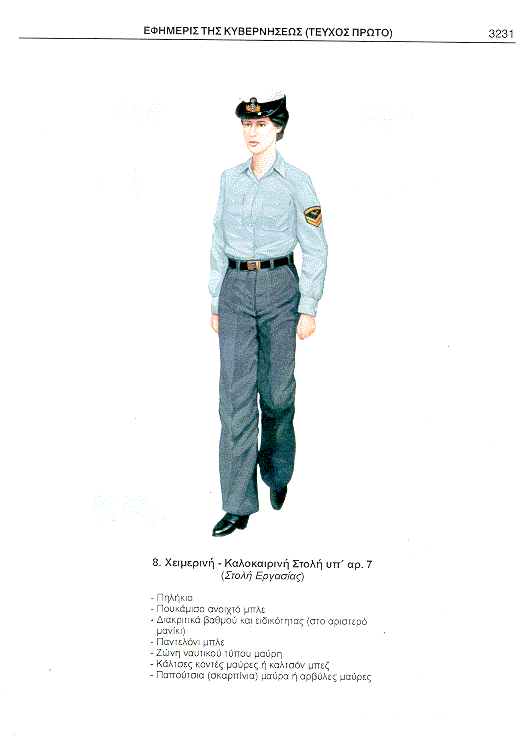 ΕΦΗΜΕΡΙΣ ΤΗΣ ΚΥΒΕΡΝΗΣΕΩΣ (ΤΕΥΧΟΣ ΠΡΩΤΟ)
3231
8. Χειμερινή - Καλοκαιρινή Στολή υπ΄ αρ. 7
(Στολή Εργασίας)
- Πηλήκιο
- Πουκάμισο ανοιχτό μπλε
- Διακριτικά βαθμού και ειδικότητας (στο αριστερό
μανίκι)
- Παντελόνι μπλε
- Ζώνη ναυτικού τύπου μαύρη
- Κάλτσες κοντές μαύρες ή καλτσόν μπεζ
- Παπούτσια (σκαρπίνια) μαύρα ή αρβύλες μαύρες